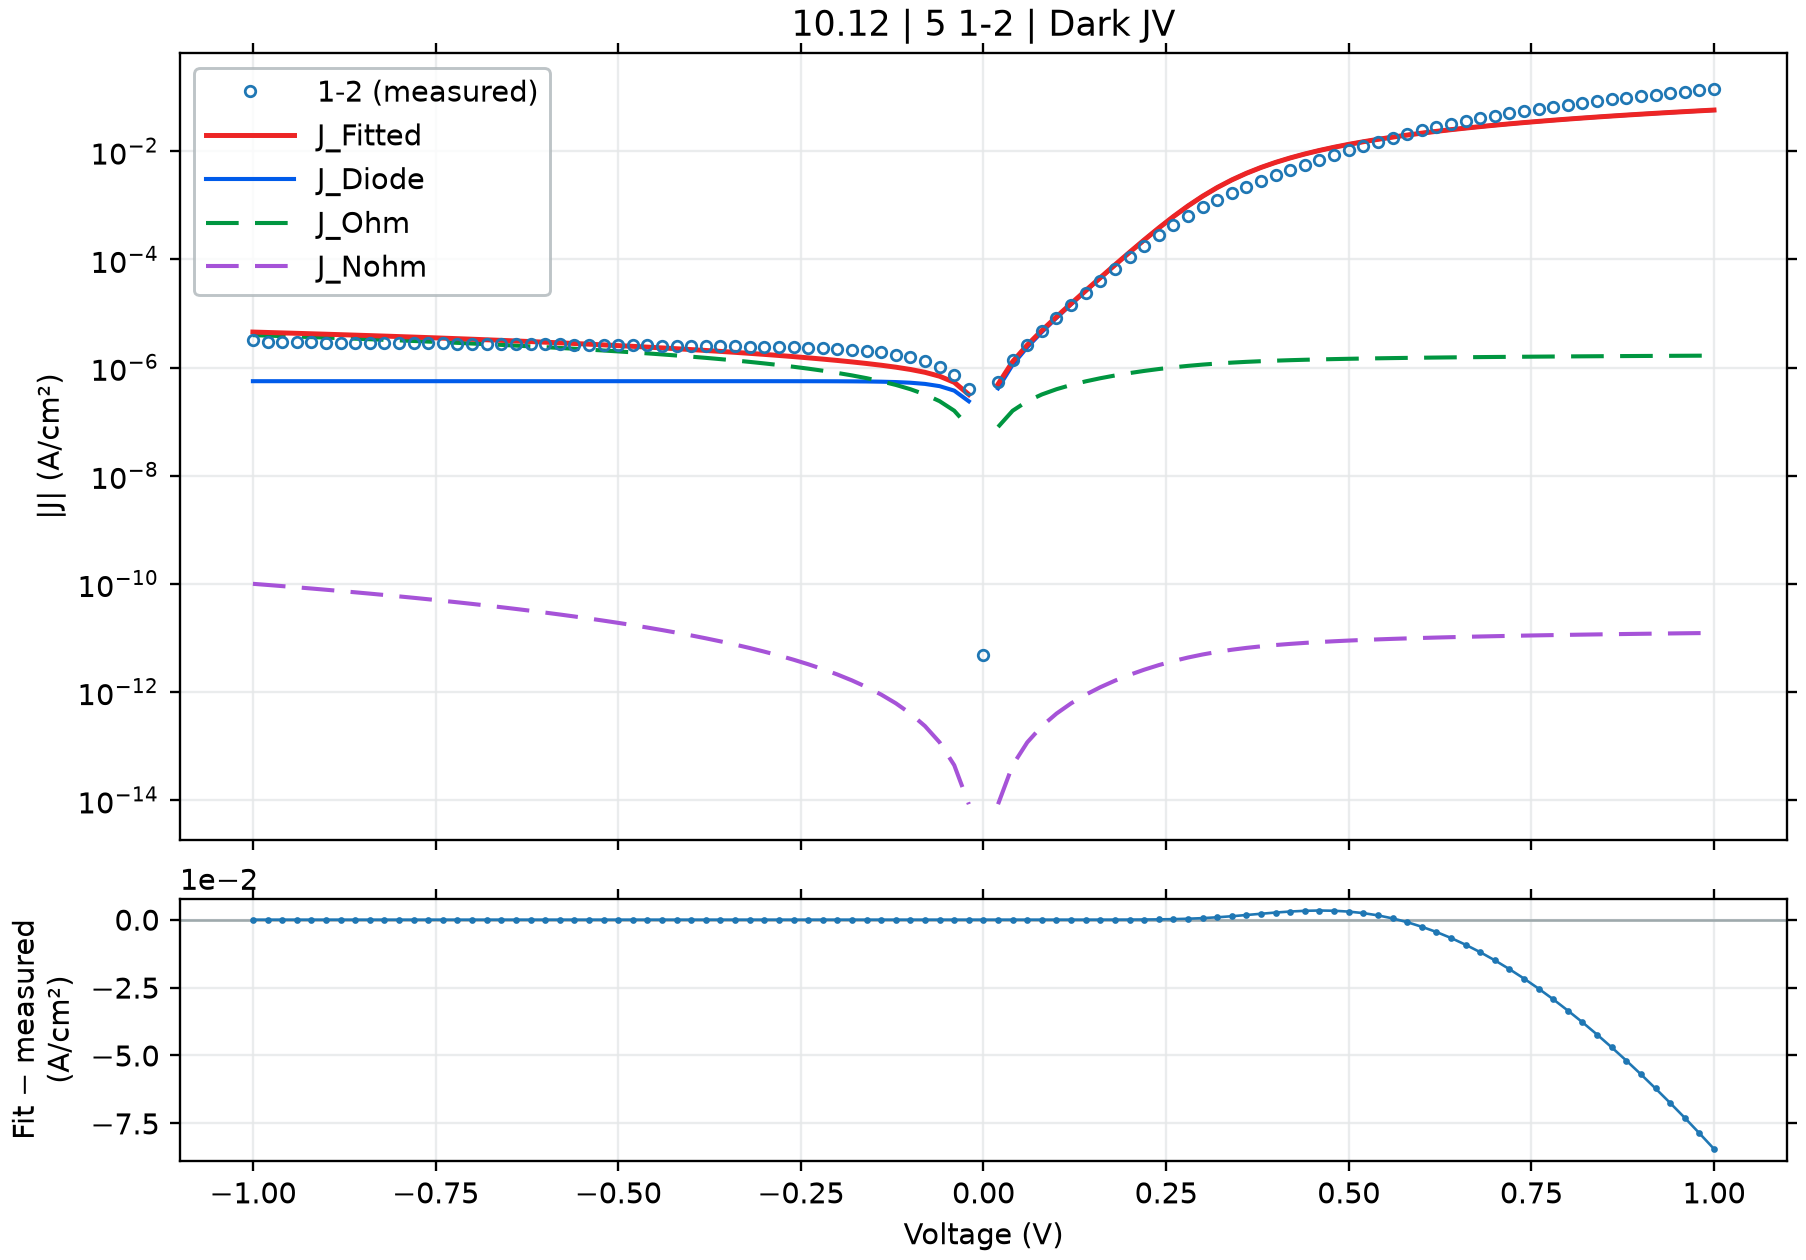 10.12 | 5 1-2 | Dark JV
1-2 (measured)
J_Fitted
J_Diode
J_Ohm
J_Nohm
|J| (A/cm²)
10⁻²
10⁻⁴
10⁻⁶
10⁻⁸
10⁻¹⁰
10⁻¹²
10⁻¹⁴
1e−2
Fit − measured
(A/cm²)
0.0
−2.5
−5.0
−7.5
−1.00 −0.75 −0.50 −0.25 0.00 0.25 0.50 0.75 1.00
Voltage (V)